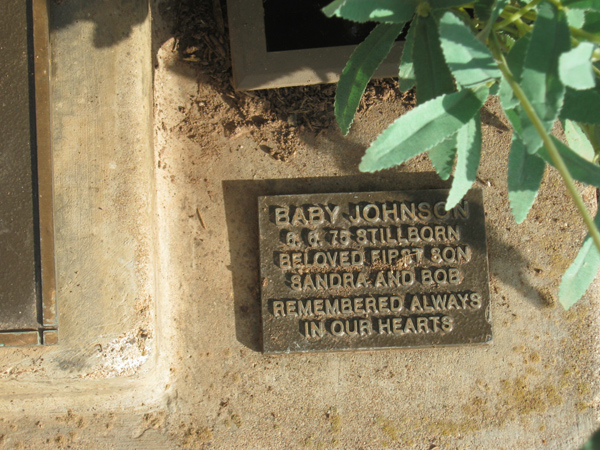 BABY JOHNSON
6. 6. 75 STILLBORN
BELOVED FIRST SON
SANDRA AND BOB
REMEMBERED ALWAYS
IN OUR HEARTS